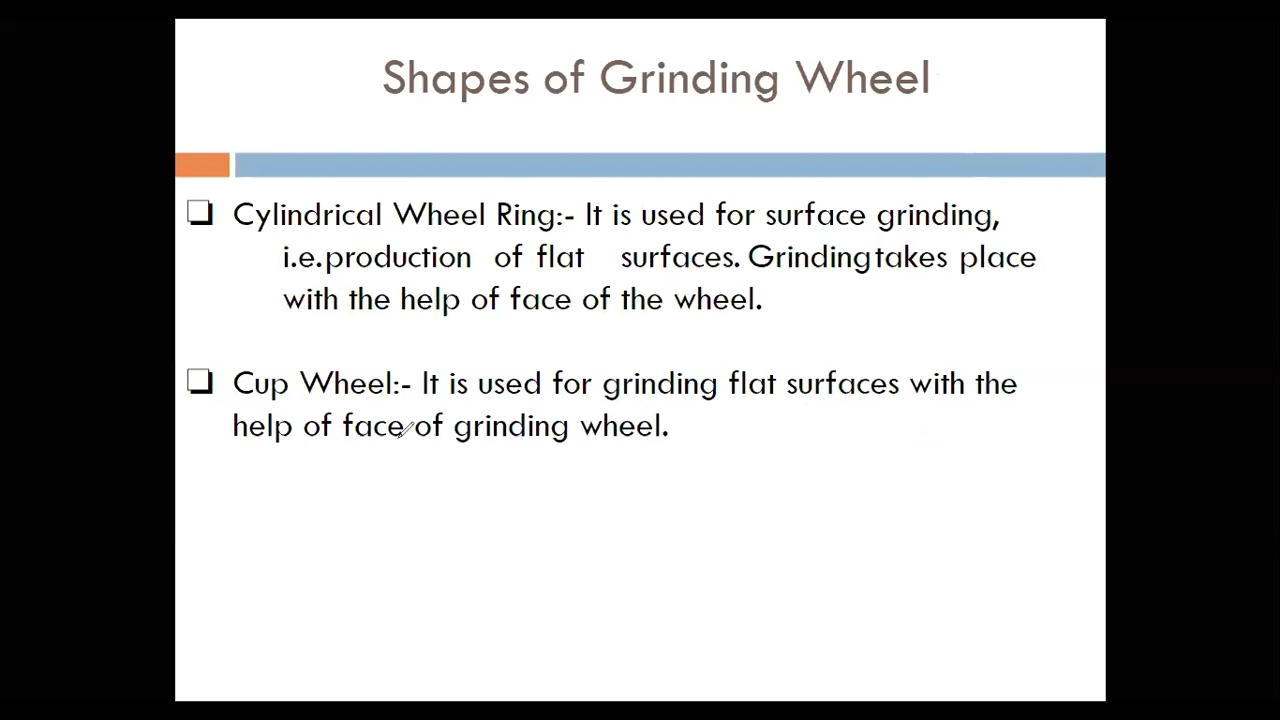 Shapes of Grinding Wheel
Cylindrical Wheel Ring:- It is used for surface grinding,
i.e.production of flat surfaces. Grindingtakes place
with the help of face of the wheel.
Cup Wheel:- It is used for grinding flat surfaces with the
help of face of grinding wheel.